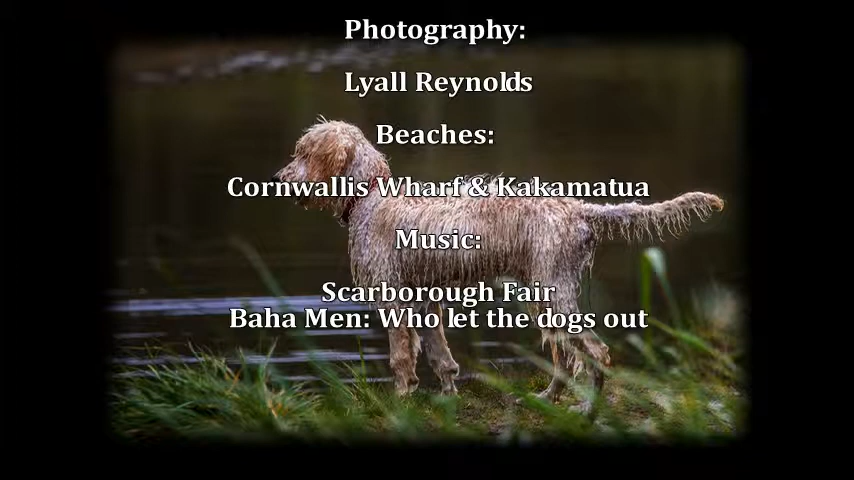 Photography:
Lyall Reynolds
Beaches:
Cornwallis Wharf & Kakamatua
Music:
Scarborough Fair
Baha Men: Who let the dogs out